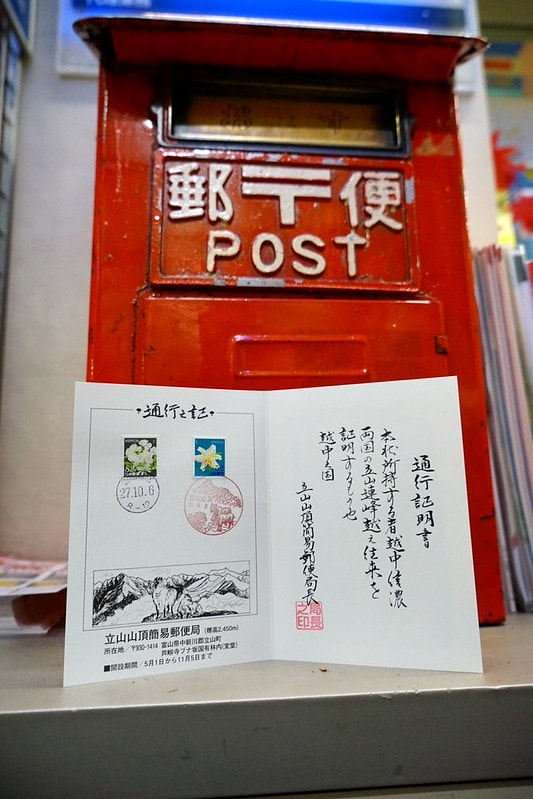 郵〒便
POST
通行之証
27.10.6
立山山頂簡易郵便局 (標高2,450m)
所在地/〒930-1414 富山県中新川郡立山町
芦峅寺ブナ坂国有林内(室堂)
■開設期間/5月1日から11月5日まで
通行証明書
本状所持する者越中信濃
両国の立山連峰越え往来を
証明するもの也
越中之国
立山山頂簡易郵便局長
局長之印